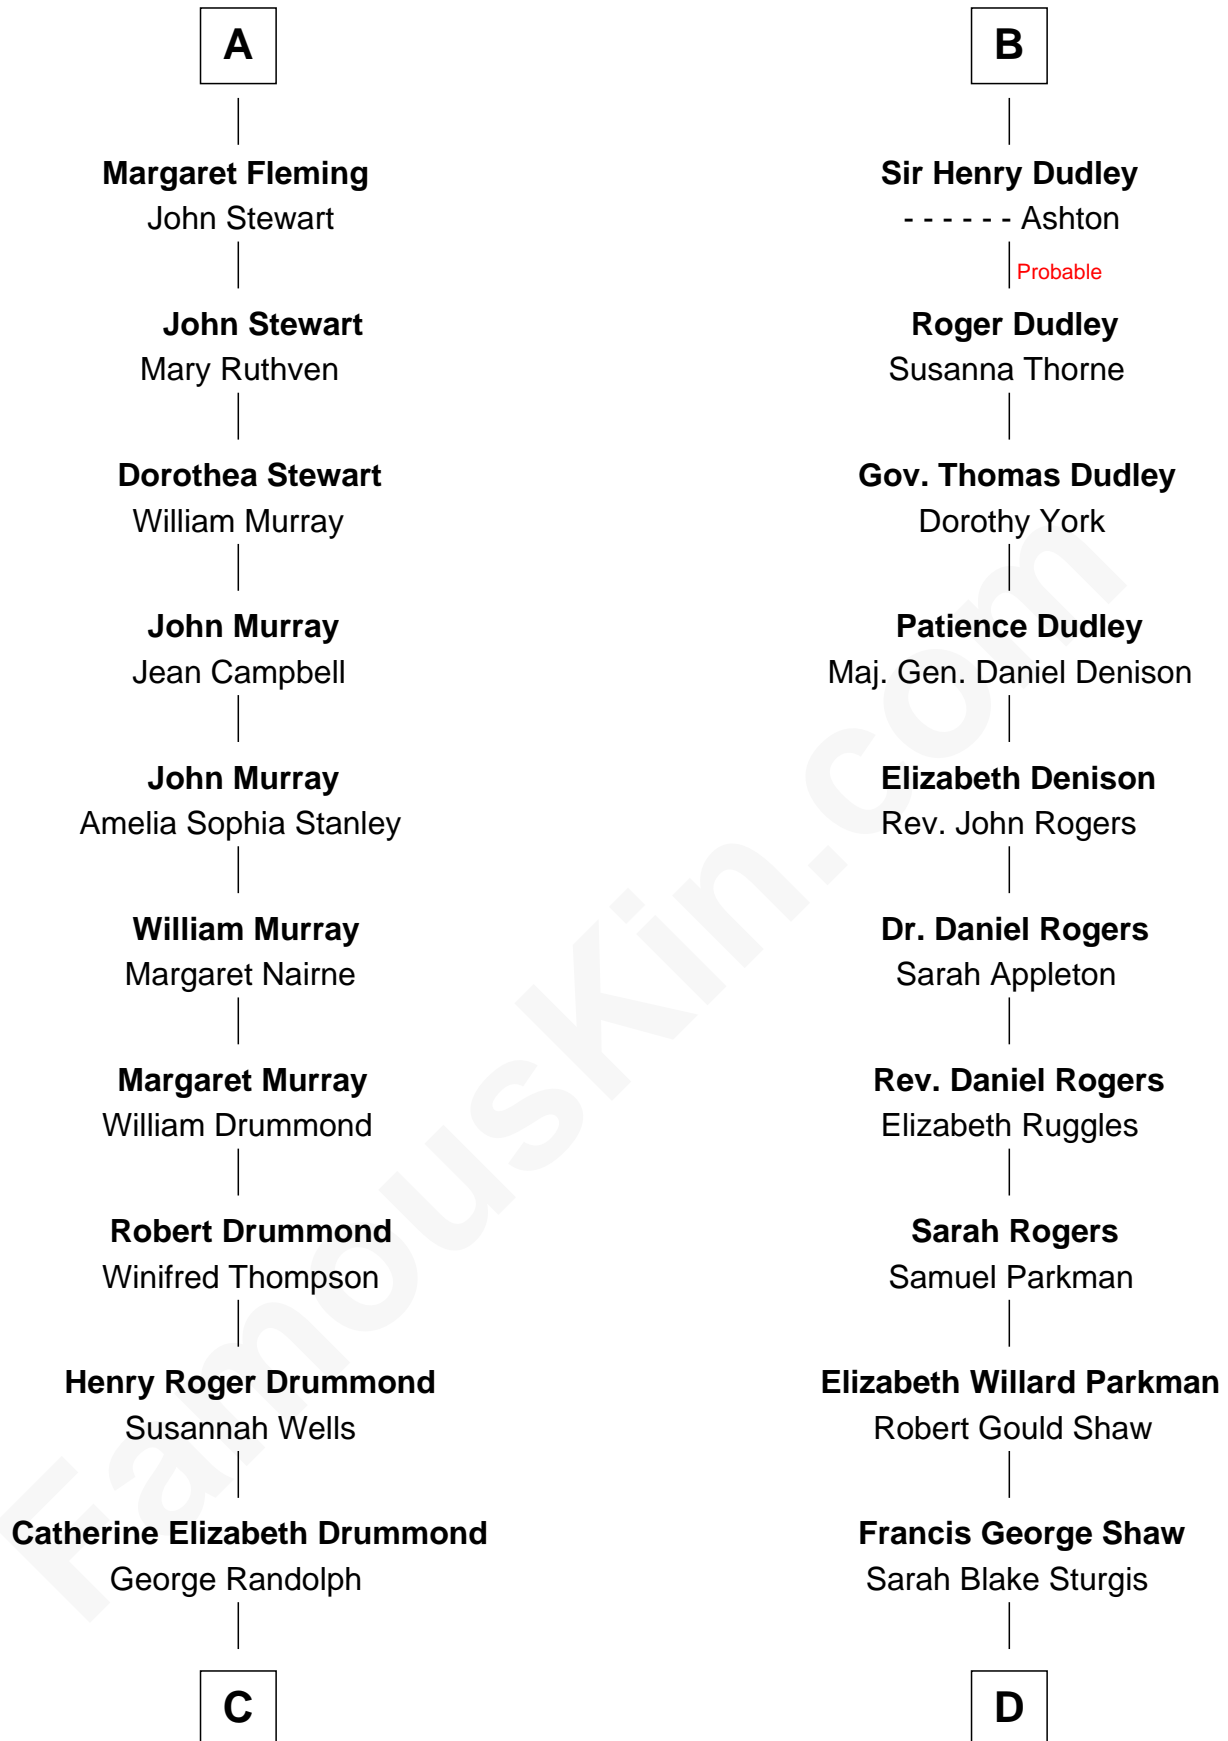 A
Margaret Fleming
John Stewart
John Stewart
Mary Ruthven
Dorothea Stewart
William Murray
John Murray
Jean Campbell
John Murray
Amelia Sophia Stanley
William Murray
Margaret Nairne
Margaret Murray
William Drummond
Robert Drummond
Winifred Thompson
Henry Roger Drummond
Susannah Wells
Catherine Elizabeth Drummond
George Randolph
C
B
Sir Henry Dudley
- - - - - - Ashton
Probable
Roger Dudley
Susanna Thorne
Gov. Thomas Dudley
Dorothy York
Patience Dudley
Maj. Gen. Daniel Denison
Elizabeth Denison
Rev. John Rogers
Dr. Daniel Rogers
Sarah Appleton
Rev. Daniel Rogers
Elizabeth Ruggles
Sarah Rogers
Samuel Parkman
Elizabeth Willard Parkman
Robert Gould Shaw
Francis George Shaw
Sarah Blake Sturgis
D
FamousKin.com